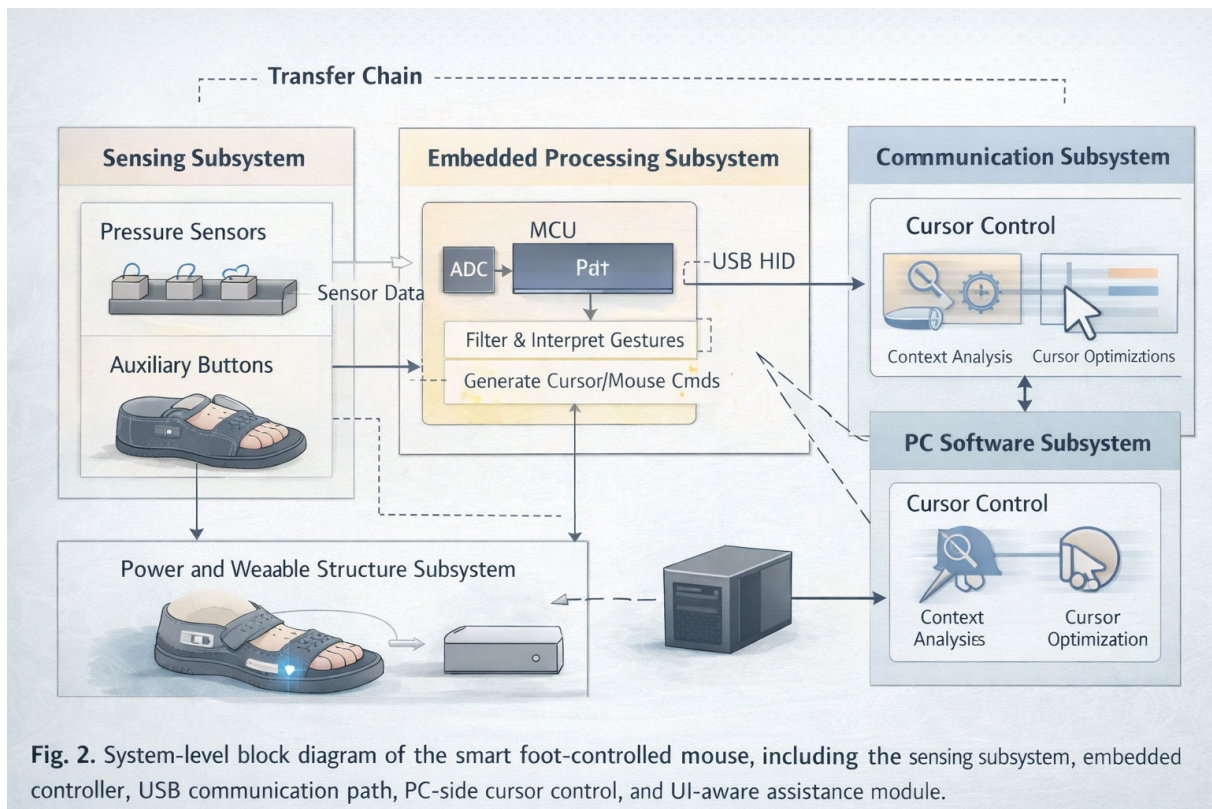 Transfer Chain
Sensing Subsystem
Pressure Sensors
Sensor Data
Auxiliary Buttons
Embedded Processing Subsystem
MCU
ADC
USB HID
Filter & Interpret Gestures
Generate Cursor/Mouse Cmds
Communication Subsystem
Cursor Control
Context Analysis
Cursor Optimizations
PC Software Subsystem
Cursor Control
Context
Cursor
Optimization
Power and Weaable Structure Subsystem
Fig. 2. System-level block diagram of the smart foot-controlled mouse, including the sensing subsystem, embedded
controller, USB communication path, PC-side cursor control, and UI-aware assistance module.